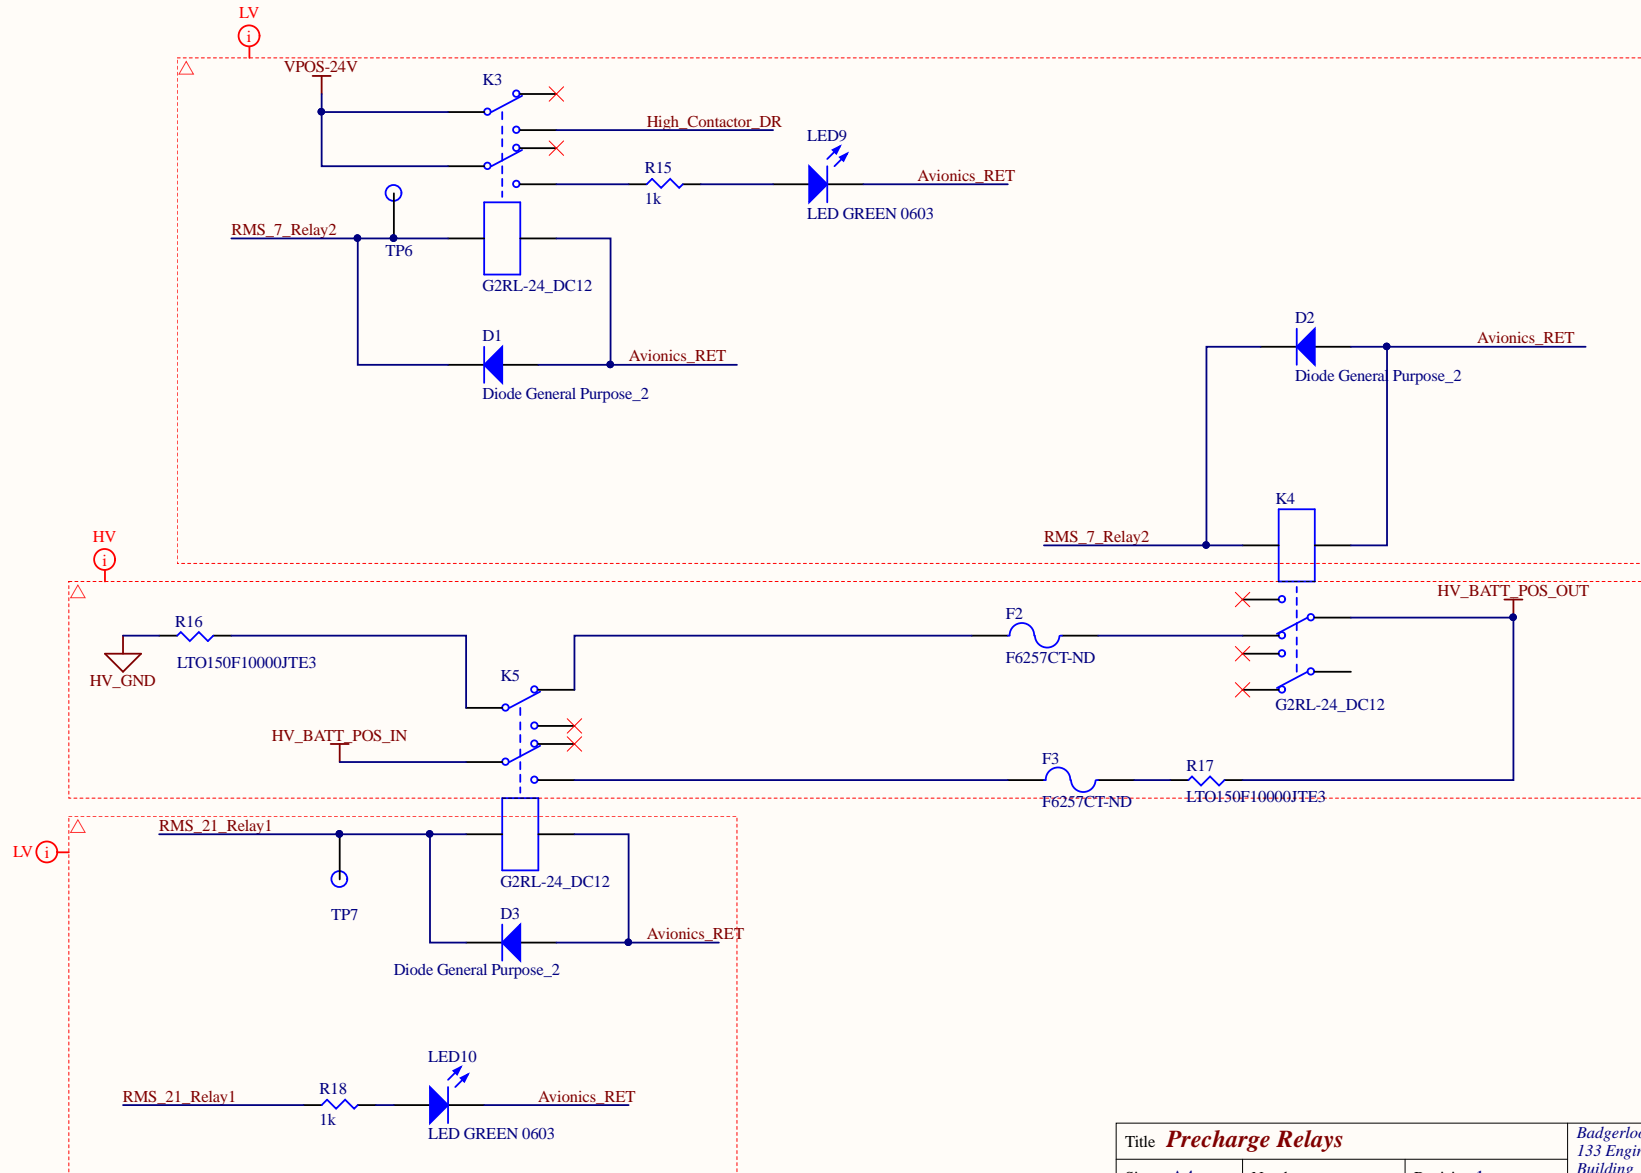 LV
VPOS-24V
K3
High_Contactor_DR
LED9
R15
1k
Avionics_RET
LED GREEN 0603
RMS_7_Relay2
TP6
G2RL-24_DC12
D1
Avionics_RET
Diode General Purpose_2
D2
Avionics_RET
Diode General Purpose_2
K4
RMS_7_Relay2
HV
HV_BATT_POS_OUT
R16
F2
LTO150F10000JTE3
F6257CT-ND
HV_GND
K5
G2RL-24_DC12
HV_BATT_POS_IN
F3
R17
F6257CT-ND
LTO150F10000JTE3
RMS_21_Relay1
LV
G2RL-24_DC12
TP7
D3
Avionics_RET
Diode General Purpose_2
LED10
RMS_21_Relay1
R18
1k
Avionics_RET
LED GREEN 0603
Title Precharge Relays
133
Building